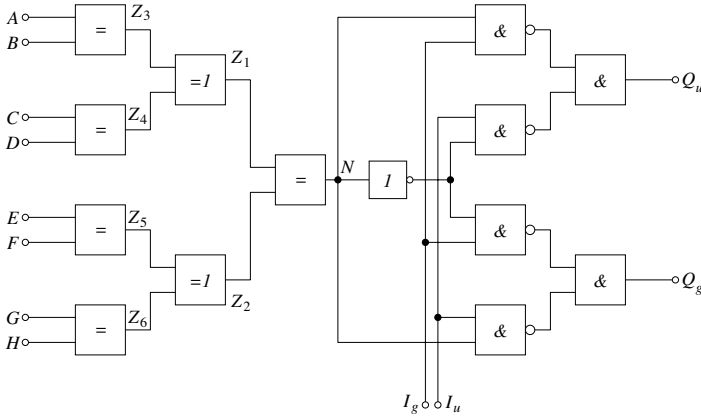 A
B
=
Z3
=1
Z1
C
D
=
Z4
=
N
1
E
F
=
Z5
=1
Z2
G
H
=
Z6
&
&
&
Qu
&
&
&
Qg
Ig
Iu